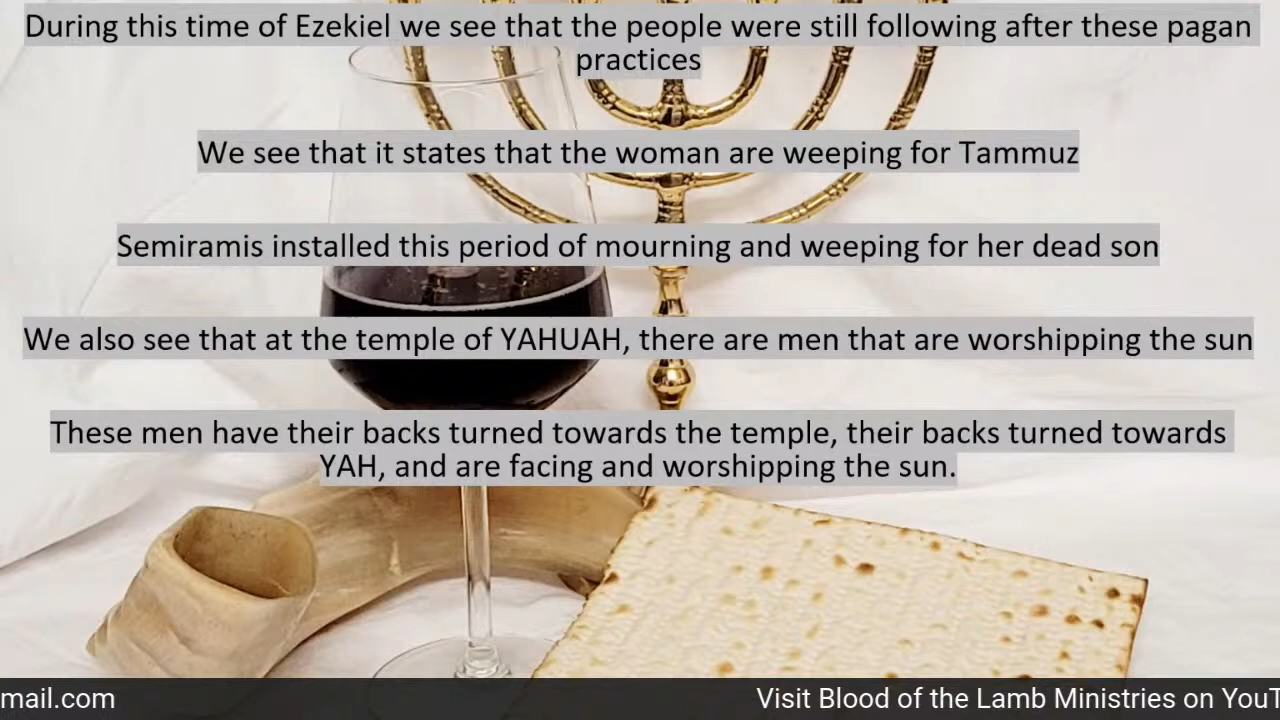 During this time of Ezekiel we see that the people were still following after these pagan
practices
We see that it states that the woman are weeping for Tammuz
Semiramis installed this period of mourning and weeping for her dead son
We also see that at the temple of YAHUAH, there are men that are worshipping the sun
These men have their backs turned towards the temple, their backs turned towards
YAH, and are facing and worshipping the sun.
mail.com Visit Blood of the Lamb Ministries on YouT